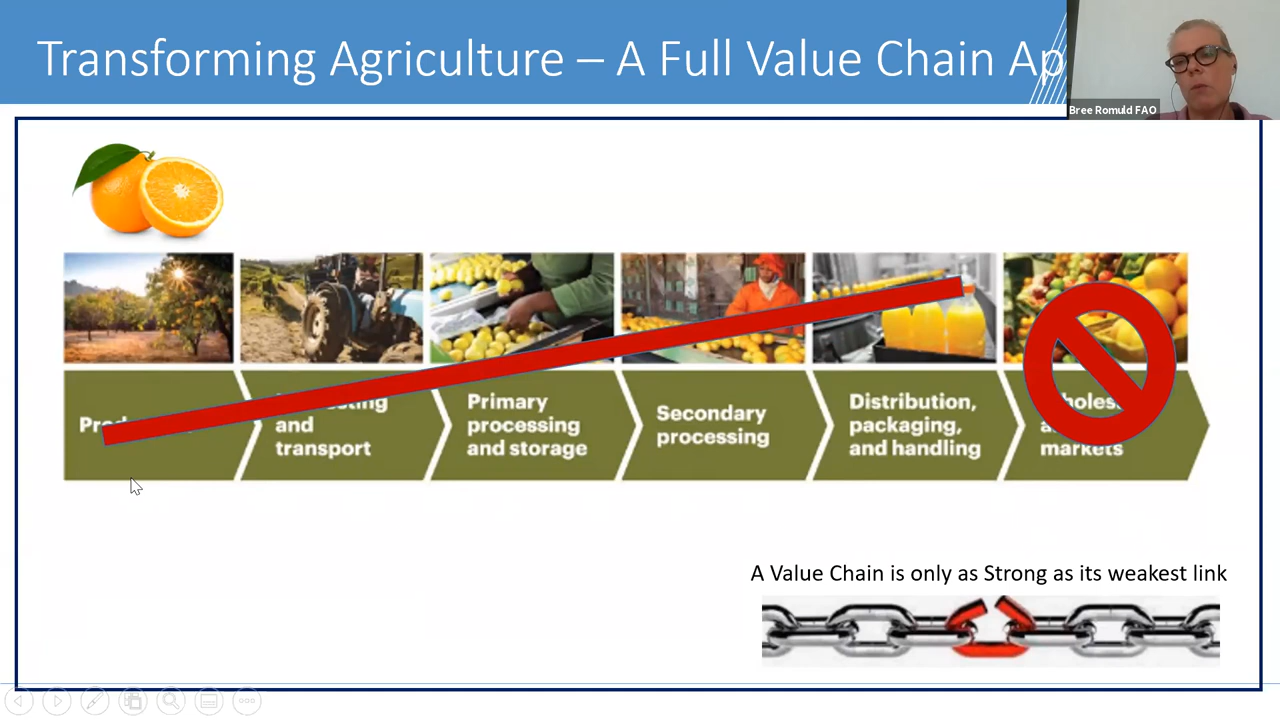 Transforming Agriculture – A Full Value Chain Ap
Bree Romuld FAO
and
transport
Primary
processing
and storage
Secondary
processing
Distribution,
packaging,
and handling
markets
A Value Chain is only as Strong as its weakest link